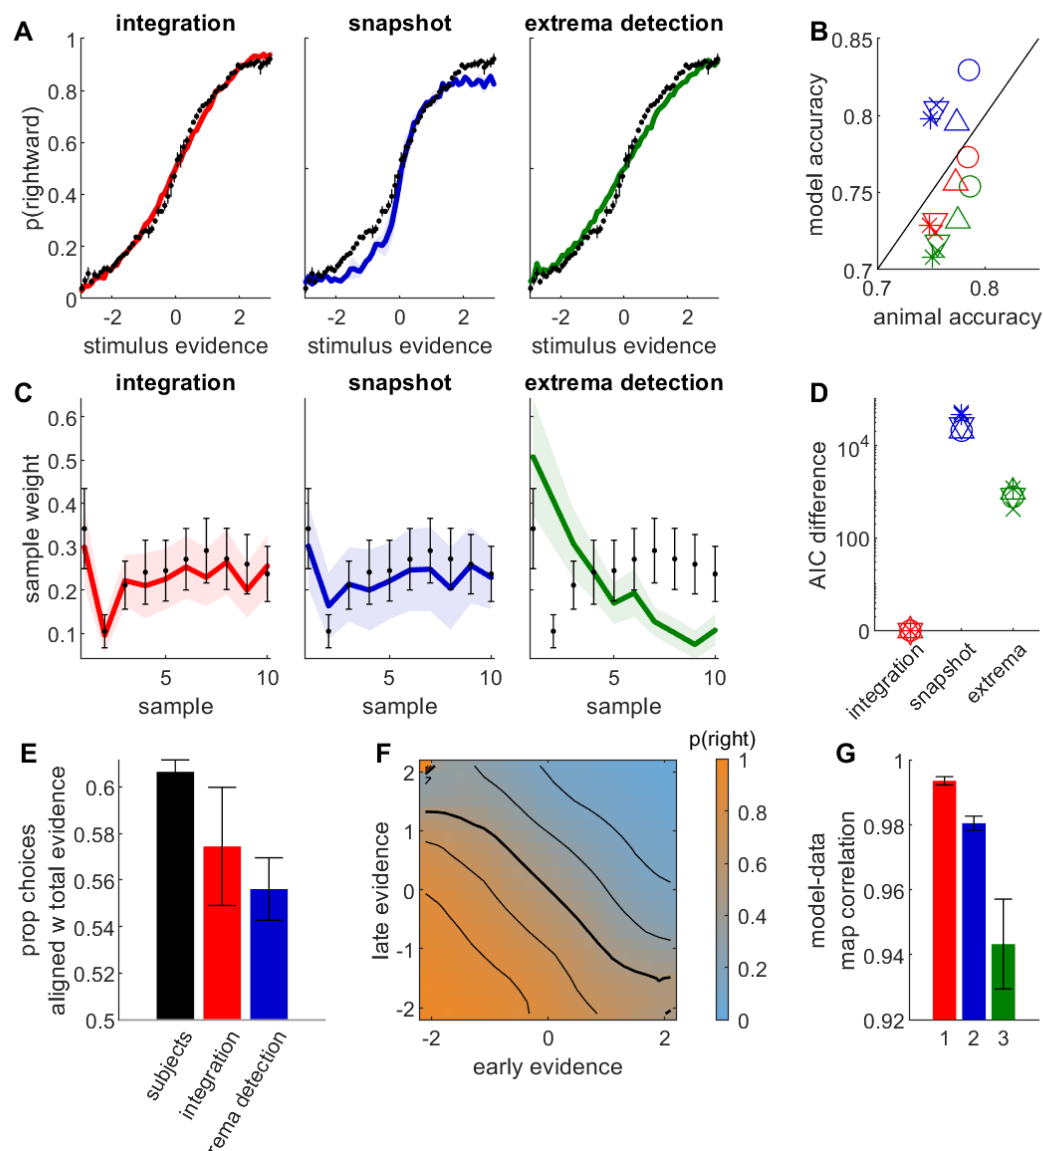 A
integration
snapshot
extrema detection
B
p(rightward)
1
0.8
0.6
0.4
0.2
0
-2
0
2
-2
0
2
-2
0
2
stimulus evidence
stimulus evidence
stimulus evidence
model accuracy
0.85
0.8
0.75
0.7
0.7
0.8
animal accuracy
C
integration
snapshot
extrema detection
D
sample weight
0.6
0.5
0.4
0.3
0.2
0.1
5
10
5
10
5
10
sample
sample
sample
AIC difference
10^4
100
0
integration
snapshot
extrema
E
prop choices
aligned w total evidence
0.6
0.58
0.56
0.54
0.52
0.5
subjects
integration
rema detection
F
p(right)
late evidence
2
1
0
-1
-2
-2
0
2
early evidence
1
0.8
0.6
0.4
0.2
0
G
model-data
map correlation
1
0.98
0.96
0.94
0.92
1
2
3